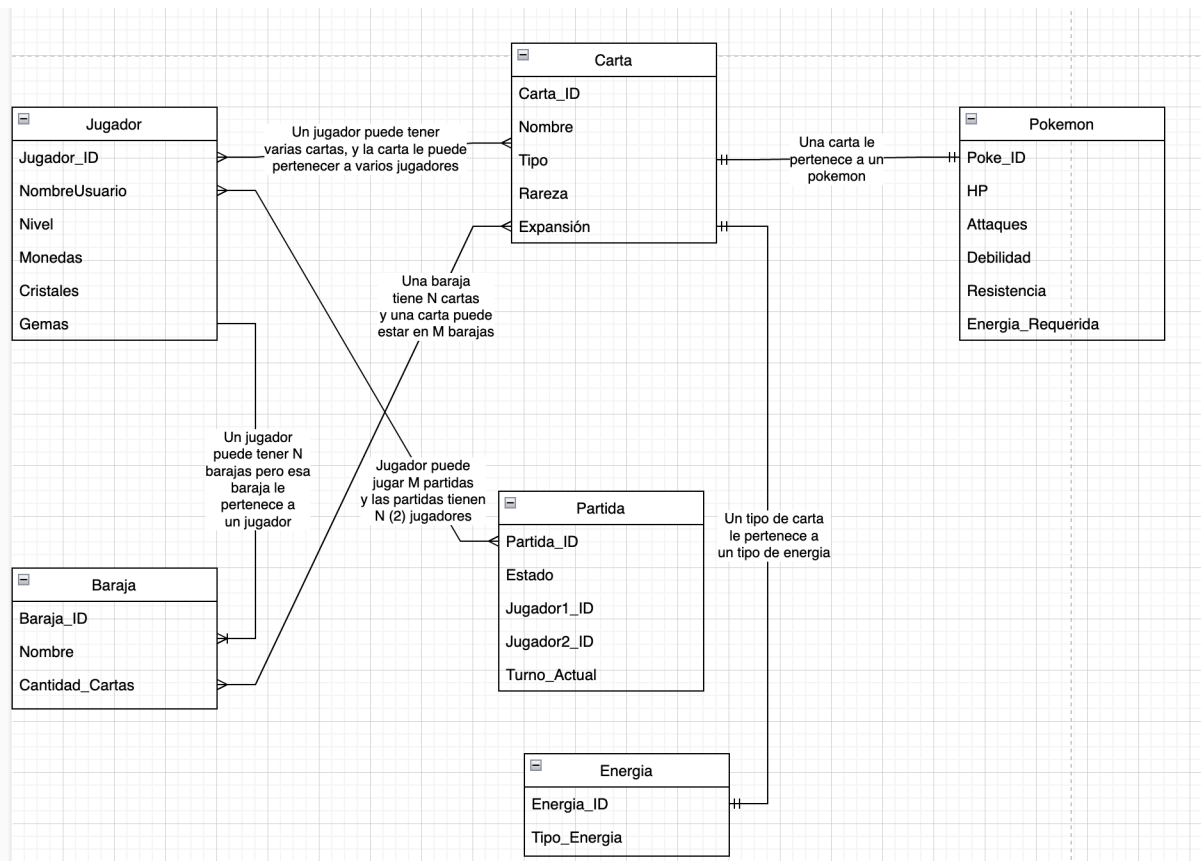 Carta
Carta_ID
Nombre
Tipo
Rareza
Expansión
Jugador
Jugador_ID
NombreUsuario
Nivel
Monedas
Cristales
Gemas
Un jugador puede tener
varias cartas, y la carta le puede
pertenecer a varios jugadores
Una carta le
pertenece a un
pokemon
Pokemon
Poke_ID
HP
Attaques
Debilidad
Resistencia
Energia_Requerida
Una baraja
tiene N cartas
y una carta puede
estar en M barajas
Un jugador
puede tener N
barajas pero esa
baraja le
pertenece a
un jugador
Jugador puede
jugar M partidas
y las partidas tienen
N (2) jugadores
Partida
Partida_ID
Estado
Jugador1_ID
Jugador2_ID
Turno_Actual
Un tipo de carta
le pertenece a
un tipo de energia
Baraja
Baraja_ID
Nombre
Cantidad_Cartas
Energia
Energia_ID
Tipo_Energia